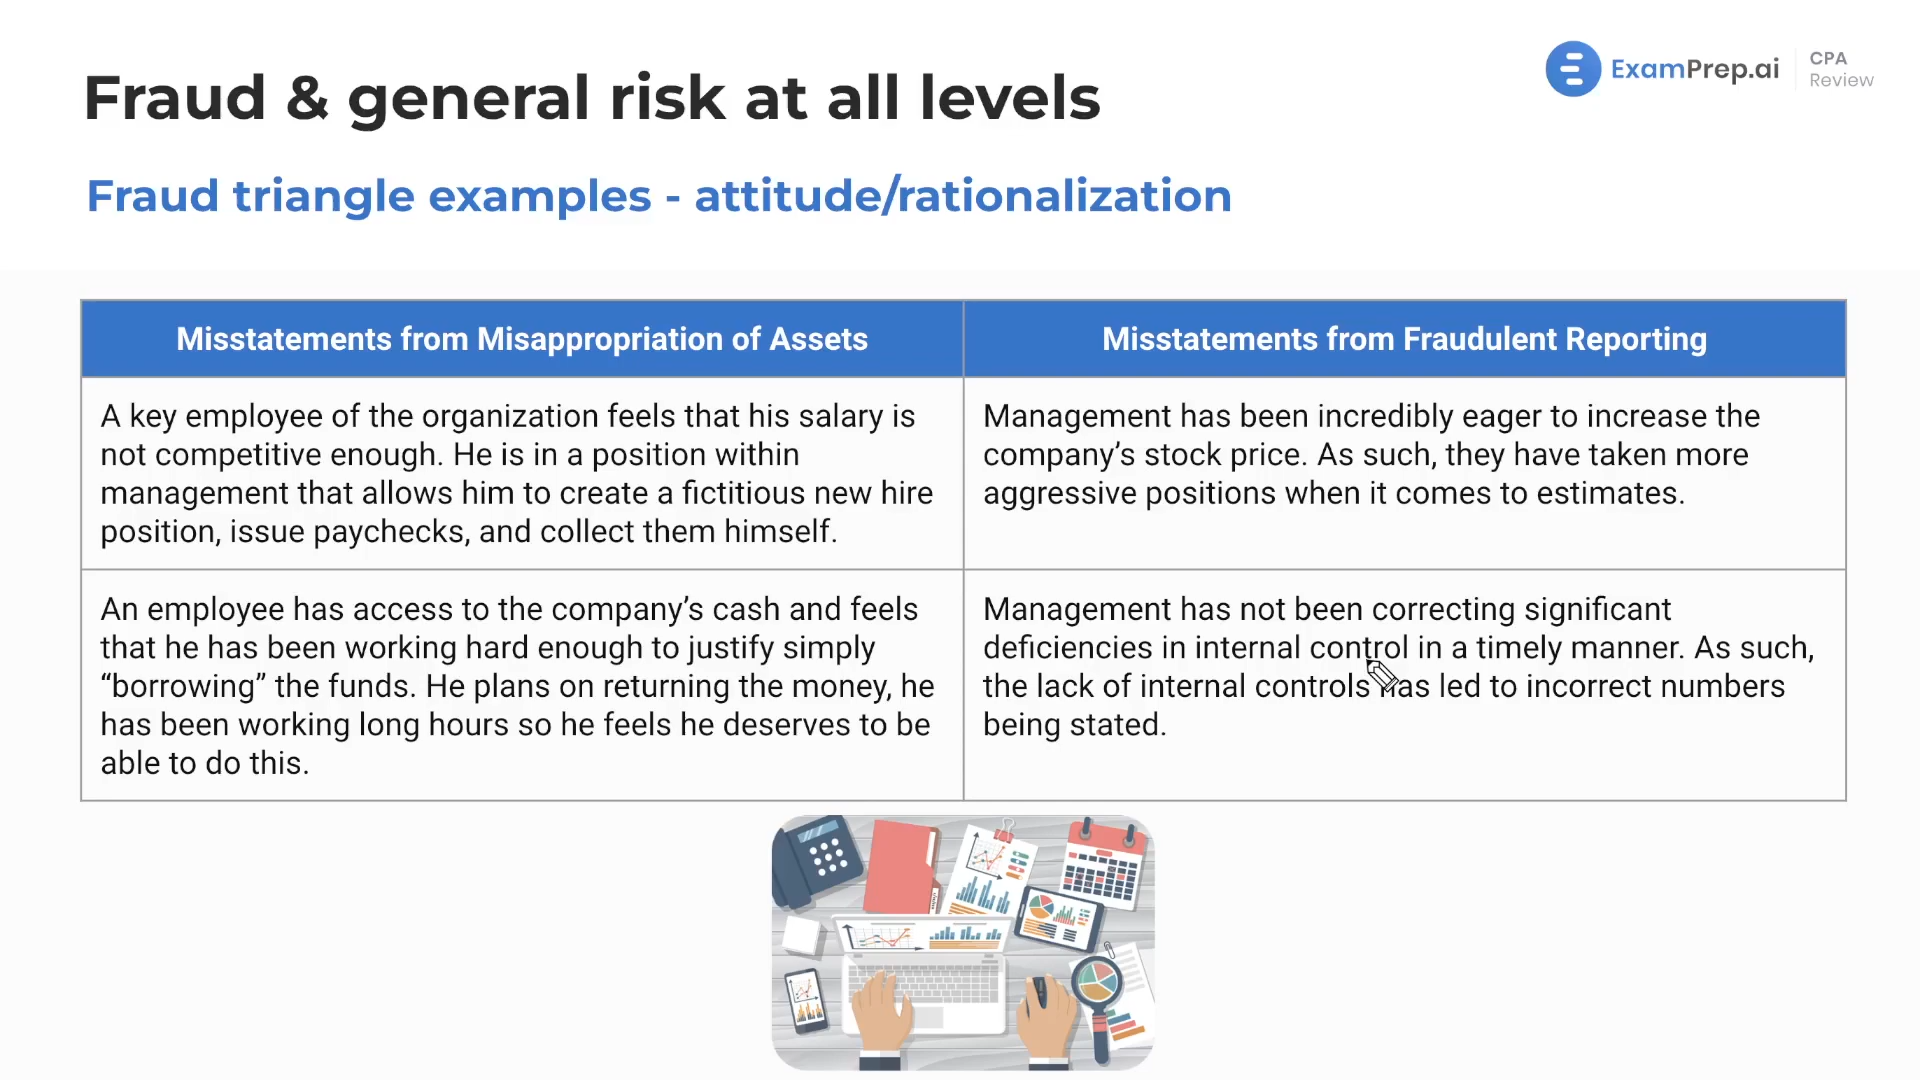 Fraud & general risk at all levels
ExamPrep.ai
CPA
Review
Fraud triangle examples - attitude/rationalization
Misstatements from Misappropriation of Assets
Misstatements from Fraudulent Reporting
A key employee of the organization feels that his salary is
not competitive enough. He is in a position within
management that allows him to create a fictitious new hire
position, issue paychecks, and collect them himself.
Management has been incredibly eager to increase the
company’s stock price. As such, they have taken more
aggressive positions when it comes to estimates.
An employee has access to the company’s cash and feels
that he has been working hard enough to justify simply
“borrowing” the funds. He plans on returning the money, he
has been working long hours so he feels he deserves to be
able to do this.
Management has not been correcting significant
deficiencies in internal control in a timely manner. As such,
the lack of internal controls has led to incorrect numbers
being stated.